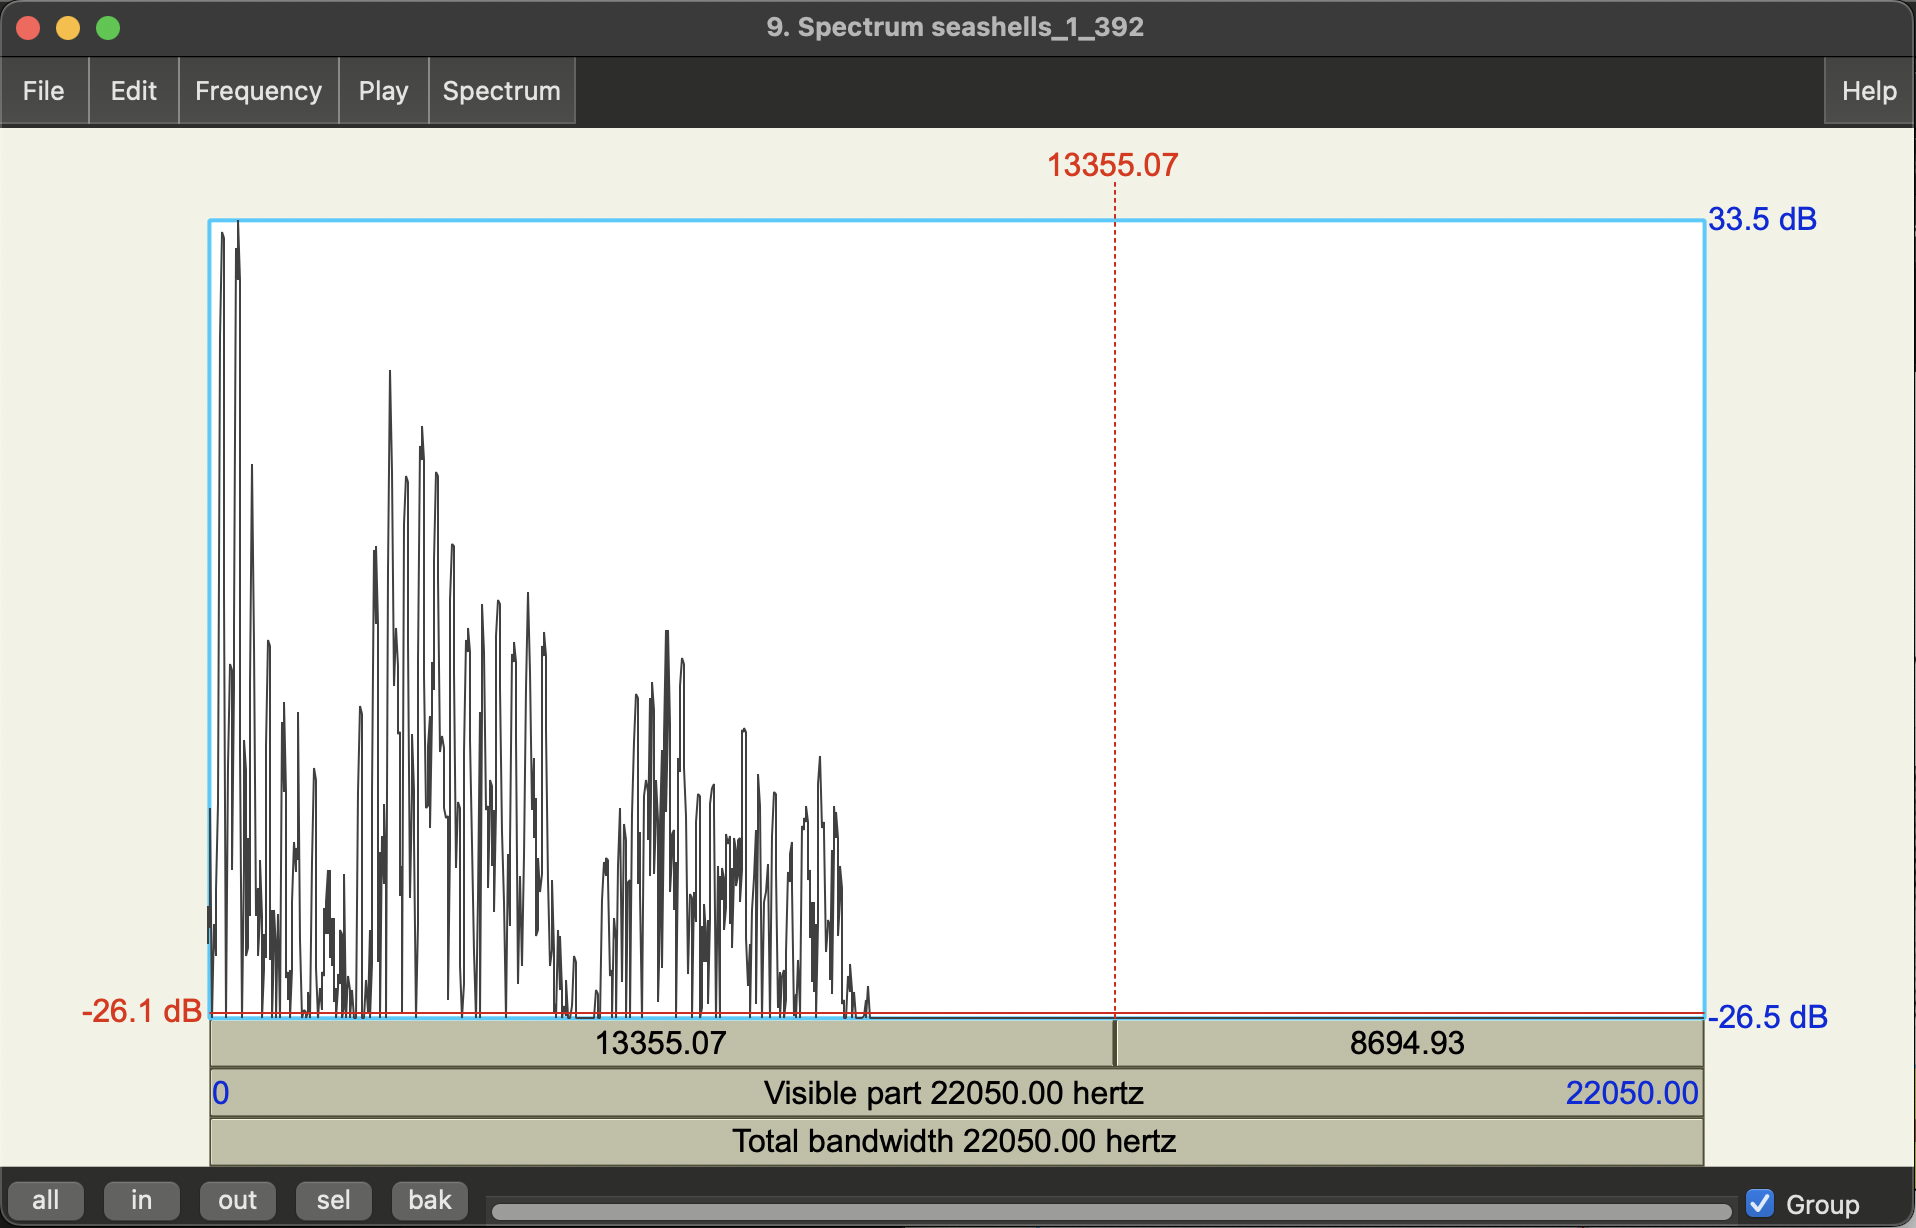 9. Spectrum seashells_1_392
File Edit Frequency Play Spectrum Help
13355.07
33.5 dB
-26.1 dB
-26.5 dB
13355.07 8694.93
0 Visible part 22050.00 hertz 22050.00
Total bandwidth 22050.00 hertz
all in out sel bak Group